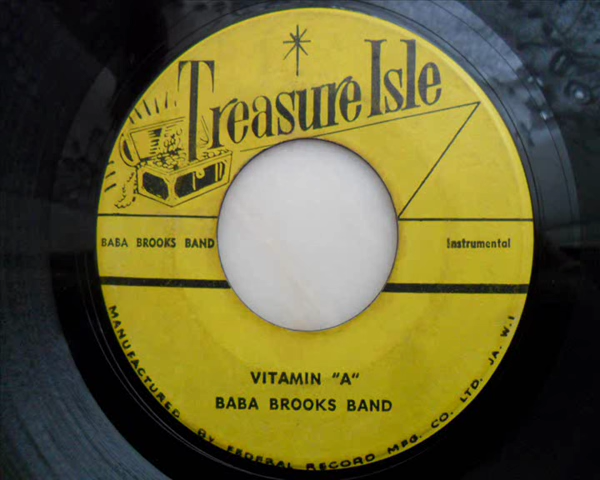 Treasure Isle
BABA BROOKS BAND
Instrumental
VITAMIN "A"
BABA BROOKS BAND
MANUFACTURED BY FEDERAL RECORD MFG. CO. LTD. JA. W.I